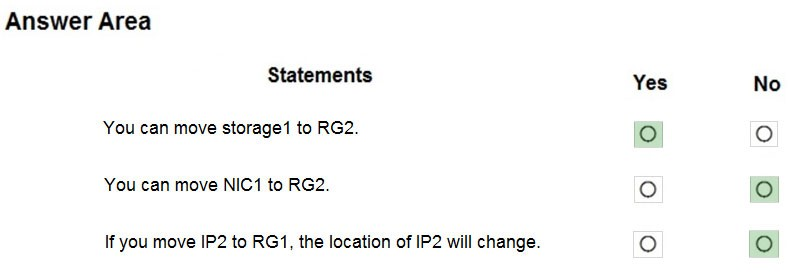 Answer Area
Statements Yes No
You can move storage1 to RG2.
You can move NIC1 to RG2.
If you move IP2 to RG1, the location of IP2 will change.